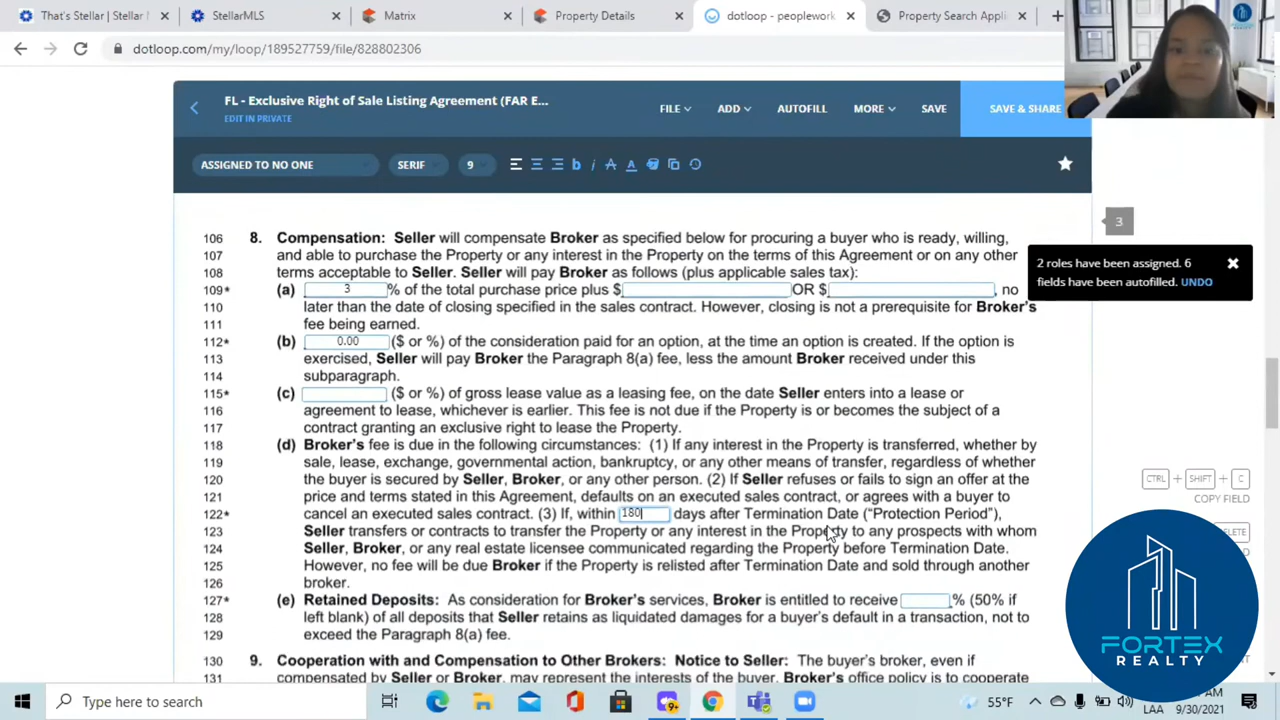 That's Stellar | Stellar M
StellarMLS
Matrix
Property Details
dotloop - peoplework
Property Search Appli
dotloop.com/my/loop/189527759/file/828802306
FL - Exclusive Right of Sale Listing Agreement (FAR E...
EDIT IN PRIVATE
FILE
ADD
AUTOFILL
MORE
SAVE
SAVE & SHARE
ASSIGNED TO NO ONE
SERIF
9
b i A A
3
2 roles have been assigned. 6
fields have been autofilled. UNDO
106 8. Compensation: Seller will compensate Broker as specified below for procuring a buyer who is ready, willing,
107 and able to purchase the Property or any interest in the Property on the terms of this Agreement or on any other
108 terms acceptable to Seller. Seller will pay Broker as follows (plus applicable sales tax):
109* (a) 3 % of the total purchase price plus $ OR $ , no
110 later than the date of closing specified in the sales contract. However, closing is not a prerequisite for Broker's
111 fee being earned.
112* (b) 0.00 ($ or %) of the consideration paid for an option, at the time an option is created. If the option is
113 exercised, Seller will pay Broker the Paragraph 8(a) fee, less the amount Broker received under this
114 subparagraph.
115* (c) ($ or %) of gross lease value as a leasing fee, on the date Seller enters into a lease or
116 agreement to lease, whichever is earlier. This fee is not due if the Property is or becomes the subject of a
117 contract granting an exclusive right to lease the Property.
118 (d) Broker's fee is due in the following circumstances: (1) If any interest in the Property is transferred, whether by
119 sale, lease, exchange, governmental action, bankruptcy, or any other means of transfer, regardless of whether
120 the buyer is secured by Seller, Broker, or any other person. (2) If Seller refuses or fails to sign an offer at the
121 price and terms stated in this Agreement, defaults on an executed sales contract, or agrees with a buyer to
122* cancel an executed sales contract. (3) If, within 180 days after Termination Date ("Protection Period"),
123 Seller transfers or contracts to transfer the Property or any interest in the Property to any prospects with whom
124 Seller, Broker, or any real estate licensee communicated regarding the Property before Termination Date.
125 However, no fee will be due Broker if the Property is relisted after Termination Date and sold through another
126 broker.
127* (e) Retained Deposits: As consideration for Broker's services, Broker is entitled to receive % (50% if
128 left blank) of all deposits that Seller retains as liquidated damages for a buyer's default in a transaction, not to
129 exceed the Paragraph 8(a) fee.
130 9. Cooperation with and Compensation to Other Brokers: Notice to Seller: The buyer's broker, even if
131 compensated by Seller or Broker, may represent the interests of the buyer. Broker's office policy is to cooperate
CTRL + SHIFT + C
COPY FIELD
DELETE
FORTEX
REALTY
Type here to search
9+
55°F
LAA
AM
9/30/2021